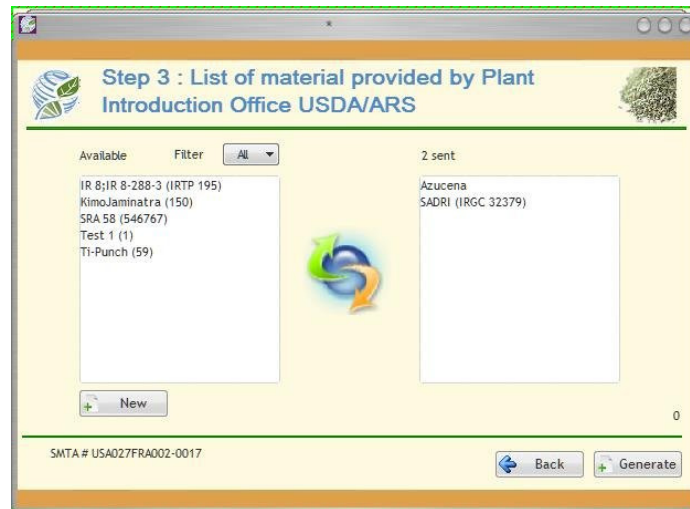 *
Step 3 : List of material provided by Plant
Introduction Office USDA/ARS
Available Filter All 2 sent
IR 8;IR 8-288-3 (IRTP 195)
KimoJaminatra (150)
SRA 58 (546767)
Test 1 (1)
Ti-Punch (59)
Azucena
SADRI (IRGC 32379)
New
0
SMTA # USA027FRA002-0017
Back Generate